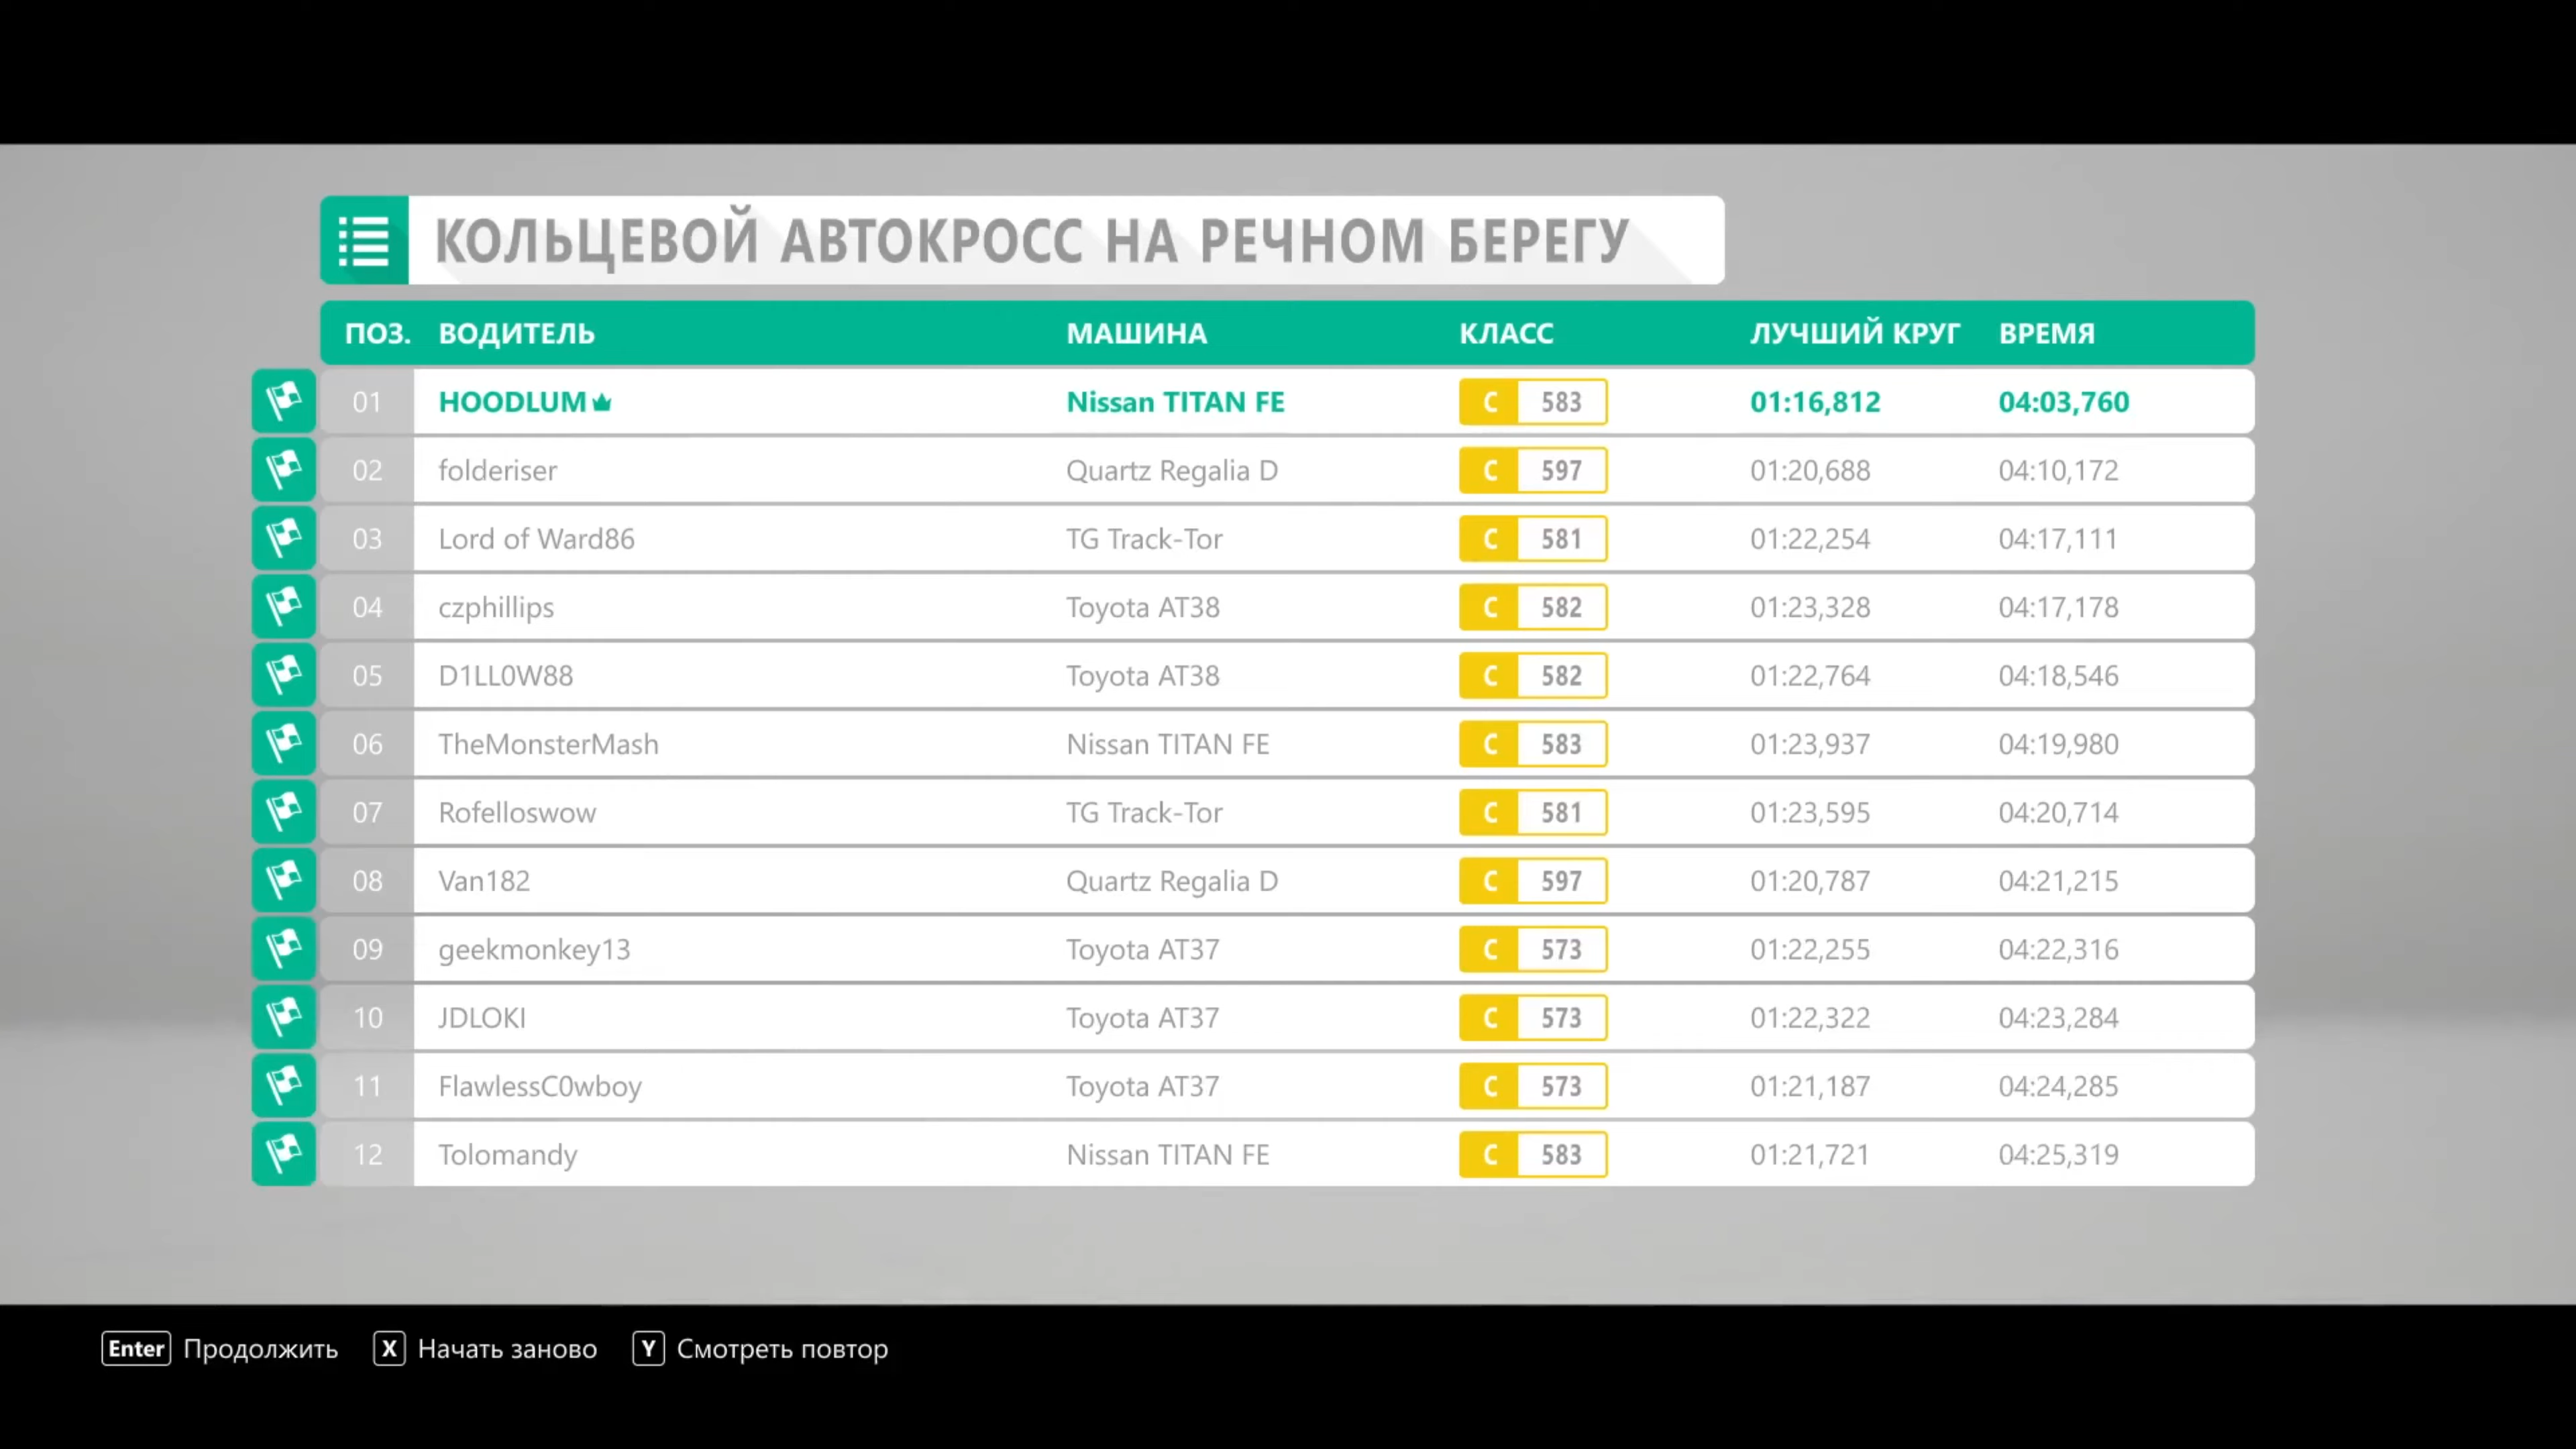 КОЛЬЦЕВОЙ АВТОКРОСС НА РЕЧНОМ БЕРЕГУ
ПОЗ. ВОДИТЕЛЬ МАШИНА КЛАСС ЛУЧШИЙ КРУГ ВРЕМЯ
01 HOODLUM Nissan TITAN FE C 583 01:16,812 04:03,760
02 folderiser Quartz Regalia D C 597 01:20,688 04:10,172
03 Lord of Ward86 TG Track-Tor C 581 01:22,254 04:17,111
04 czphillips Toyota AT38 C 582 01:23,328 04:17,178
05 D1LL0W88 Toyota AT38 C 582 01:22,764 04:18,546
06 TheMonsterMash Nissan TITAN FE C 583 01:23,937 04:19,980
07 Rofelloswow TG Track-Tor C 581 01:23,595 04:20,714
08 Van182 Quartz Regalia D C 597 01:20,787 04:21,215
09 geekmonkey13 Toyota AT37 C 573 01:22,255 04:22,316
10 JDLOKI Toyota AT37 C 573 01:22,322 04:23,284
11 FlawlessC0wboy Toyota AT37 C 573 01:21,187 04:24,285
12 Tolomandy Nissan TITAN FE C 583 01:21,721 04:25,319
Enter Продолжить X Начать заново Y Смотреть повтор